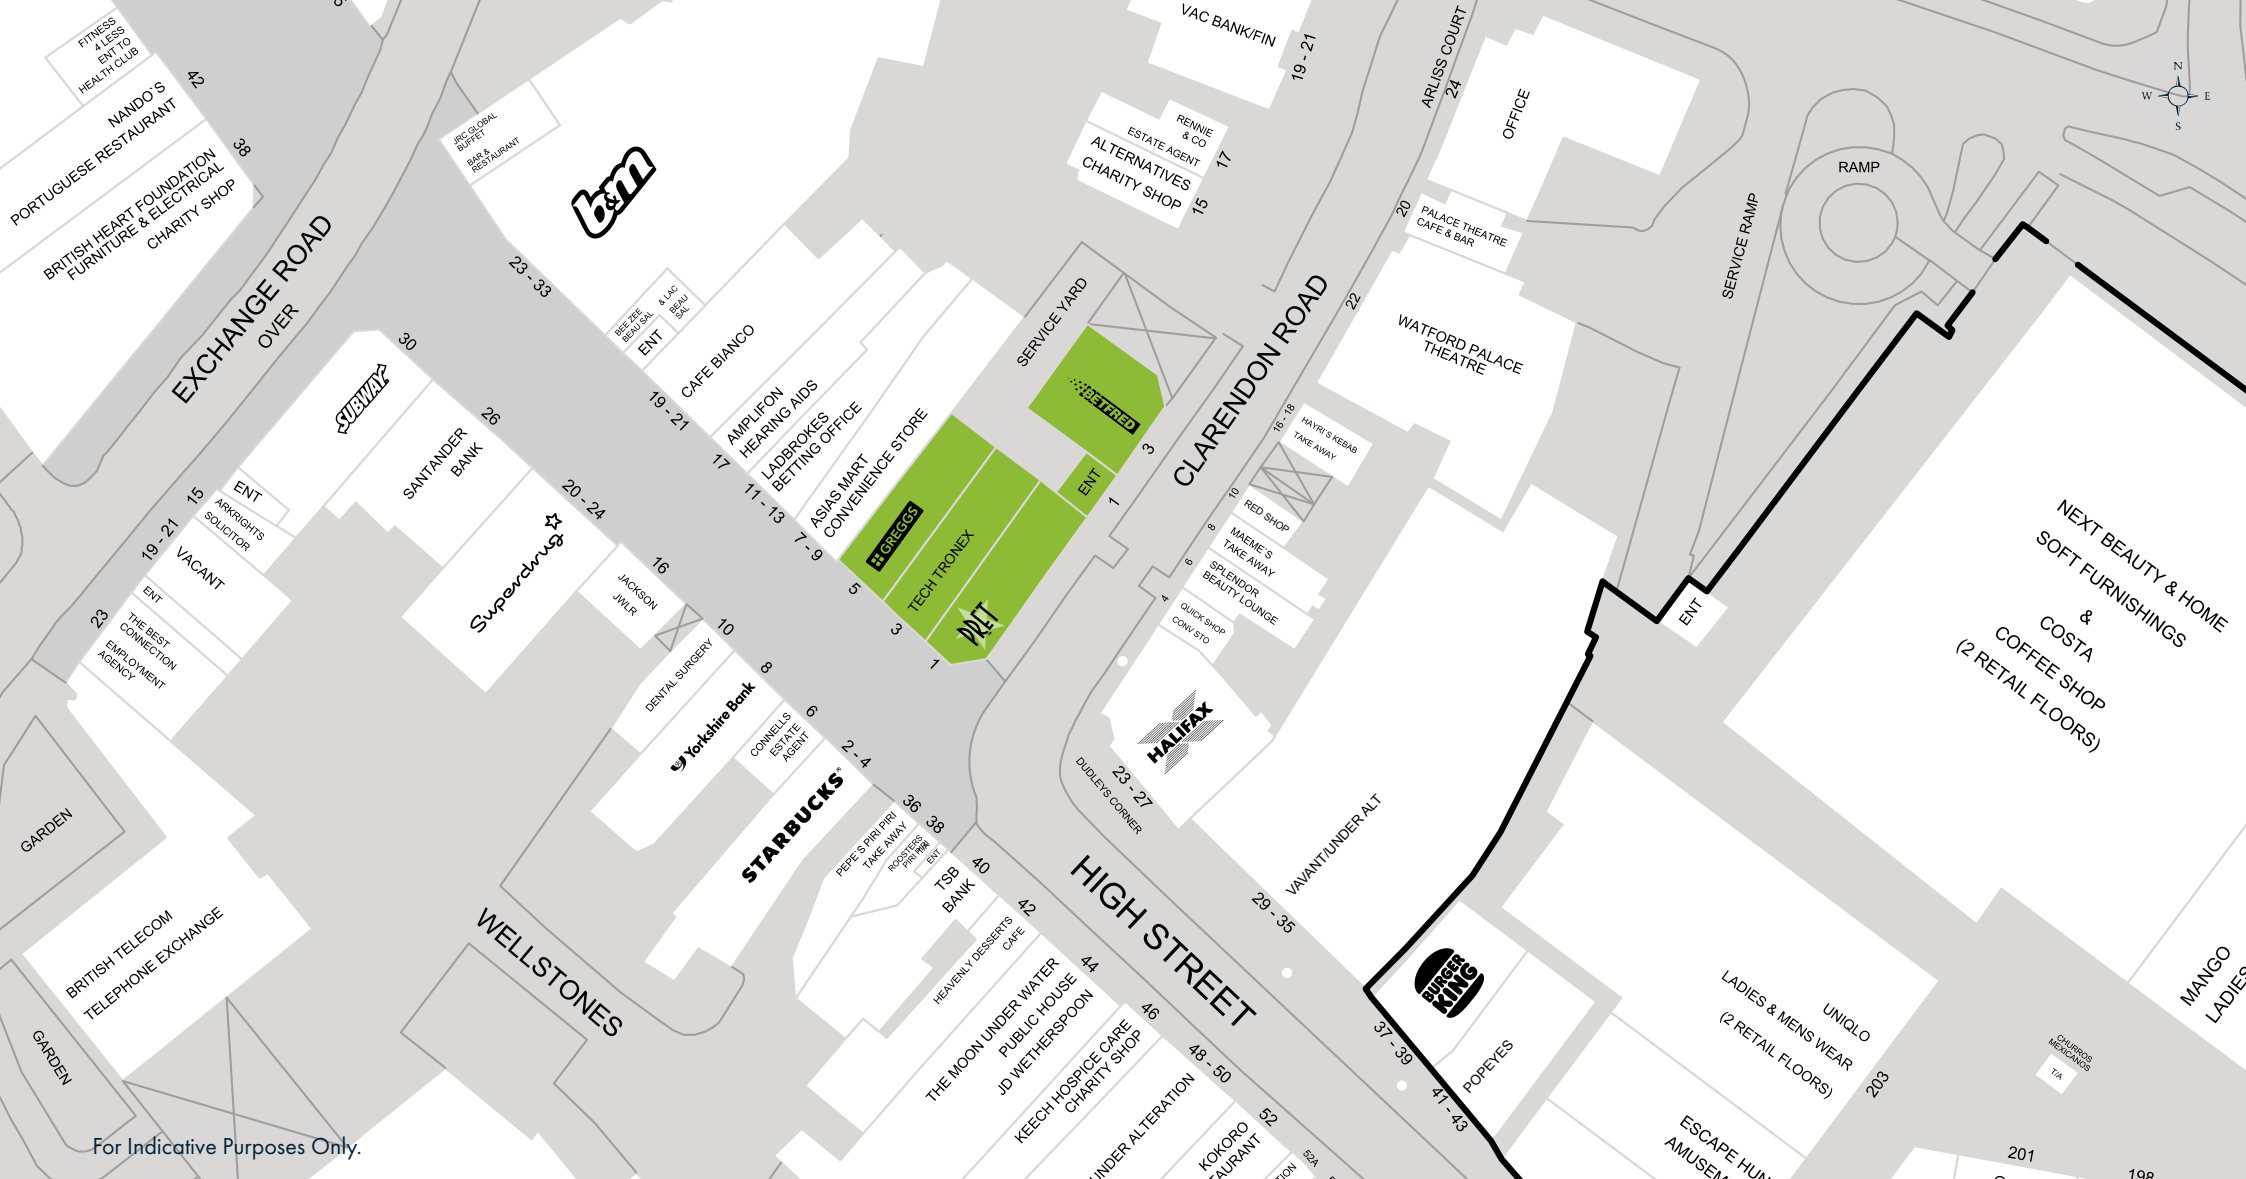 FITNESS
4 LESS
ENT TO
HEALTH CLUB
42
NANDO`S
PORTUGUESE RESTAURANT
38
BRITISH HEART FOUNDATION
FURNITURE & ELECTRICAL
CHARITY SHOP
EXCHANGE ROAD
OVER
JRC GLOBAL
BUFFET
BAR &
RESTAURANT
b&m
23 - 33
BEE ZEE
BEAU SAL
& LAC
BEAU
SAL
ENT
CAFE BIANCO
19 - 21
AMPLIFON
HEARING AIDS
17
LADBROKES
BETTING OFFICE
11 - 13
ASIAS MART
CONVENIENCE STORE
7 - 9
GREGGS
5
TECH TRONEX
3
PRET
1
SERVICE YARD
BETFRED
3
ENT
1
VAC BANK/FIN
19 - 21
RENNIE
& CO
ESTATE AGENT
17
ALTERNATIVES
CHARITY SHOP
15
CLARENDON ROAD
ARLISS COURT
24
OFFICE
20
PALACE THEATRE
CAFE & BAR
22
WATFORD PALACE
THEATRE
16 - 18
HAYRI`S KEBAB
TAKE AWAY
10
RED SHOP
8
MAEME`S
TAKE AWAY
6
SPLENDOR
BEAUTY LOUNGE
4
QUICK SHOP
CONV STO
HALIFAX
23 - 27
DUDLEYS CORNER
VAVANT/UNDER ALT
29 - 35
SERVICE RAMP
RAMP
N
W
E
S
ENT
NEXT BEAUTY & HOME
SOFT FURNISHINGS
&
COSTA
COFFEE SHOP
(2 RETAIL FLOORS)
MANGO
LADIES
30
SUBWAY
26
SANTANDER
BANK
20 - 24
Superdrug
16
JACKSON
JWLR
10
DENTAL SURGERY
8
Yorkshire Bank
6
CONNELLS
ESTATE
AGENT
2 - 4
STARBUCKS
ENT
15
ARKRIGHTS
SOLICITOR
19 - 21
VACANT
ENT
23
THE BEST
CONNECTION
EMPLOYMENT
AGENCY
GARDEN
BRITISH TELECOM
TELEPHONE EXCHANGE
GARDEN
WELLSTONES
36
PEPE`S PIRI PIRI
TAKE AWAY
38
ROOSTERS
PIRI PIRI
ENT
40
TSB
BANK
42
HEAVENLY DESSERTS
CAFE
44
THE MOON UNDER WATER
PUBLIC HOUSE
JD WETHERSPOON
46
KEECH HOSPICE CARE
CHARITY SHOP
48 - 50
UNDER ALTERATION
52
KOKORO
TAURANT
52A
TION
HIGH STREET
BURGER
KING
37 - 39
POPEYES
41 - 43
UNIQLO
LADIES & MENS WEAR
(2 RETAIL FLOORS)
203
ESCAPE HUN
AMUSEM
CHURROS
MEXICANOS
T/A
201
198
For Indicative Purposes Only.